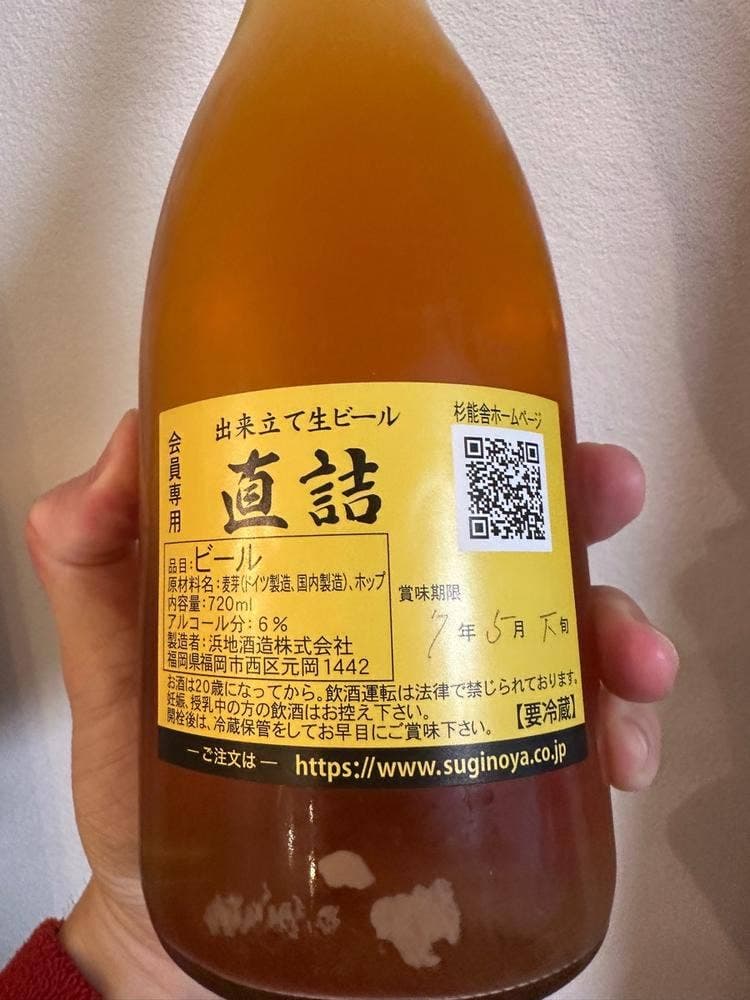 会員専用
出来立て生ビール
直詰
杉能舎ホームページ
品目:ビール
原材料名:麦芽(ドイツ製造、国内製造)、ホップ
内容量:720ml
アルコール分:6%
製造者:浜地酒造株式会社
福岡県福岡市西区元岡1442
賞味期限
7年5月下旬
お酒は20歳になってから。飲酒運転は法律で禁じられております。
妊娠、授乳中の方の飲酒はお控え下さい。
開栓後は、冷蔵保管をしてお早目にご賞味下さい。
【要冷蔵】
―ご注文は― https://www.suginoya.co.jp